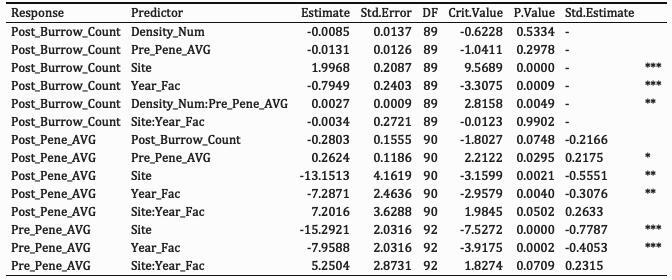 Response Predictor Estimate Std.Error DF Crit.Value P.Value Std.Estimate
Post_Burrow_Count Density_Num -0.0085 0.0137 89 -0.6228 0.5334 -
Post_Burrow_Count Pre_Pene_AVG -0.0131 0.0126 89 -1.0411 0.2978 -
Post_Burrow_Count Site 1.9968 0.2087 89 9.5689 0.0000 - ***
Post_Burrow_Count Year_Fac -0.7949 0.2403 89 -3.3075 0.0009 - ***
Post_Burrow_Count Density_Num:Pre_Pene_AVG 0.0027 0.0009 89 2.8158 0.0049 - **
Post_Burrow_Count Site:Year_Fac -0.0034 0.2721 89 -0.0123 0.9902 -
Post_Pene_AVG Post_Burrow_Count -0.2803 0.1555 90 -1.8027 0.0748 -0.2166
Post_Pene_AVG Pre_Pene_AVG 0.2624 0.1186 90 2.2122 0.0295 0.2175 *
Post_Pene_AVG Site -13.1513 4.1619 90 -3.1599 0.0021 -0.5551 **
Post_Pene_AVG Year_Fac -7.2871 2.4636 90 -2.9579 0.0040 -0.3076 **
Post_Pene_AVG Site:Year_Fac 7.2016 3.6288 90 1.9845 0.0502 0.2633
Pre_Pene_AVG Site -15.2921 2.0316 92 -7.5272 0.0000 -0.7787 ***
Pre_Pene_AVG Year_Fac -7.9588 2.0316 92 -3.9175 0.0002 -0.4053 ***
Pre_Pene_AVG Site:Year_Fac 5.2504 2.8731 92 1.8274 0.0709 0.2315